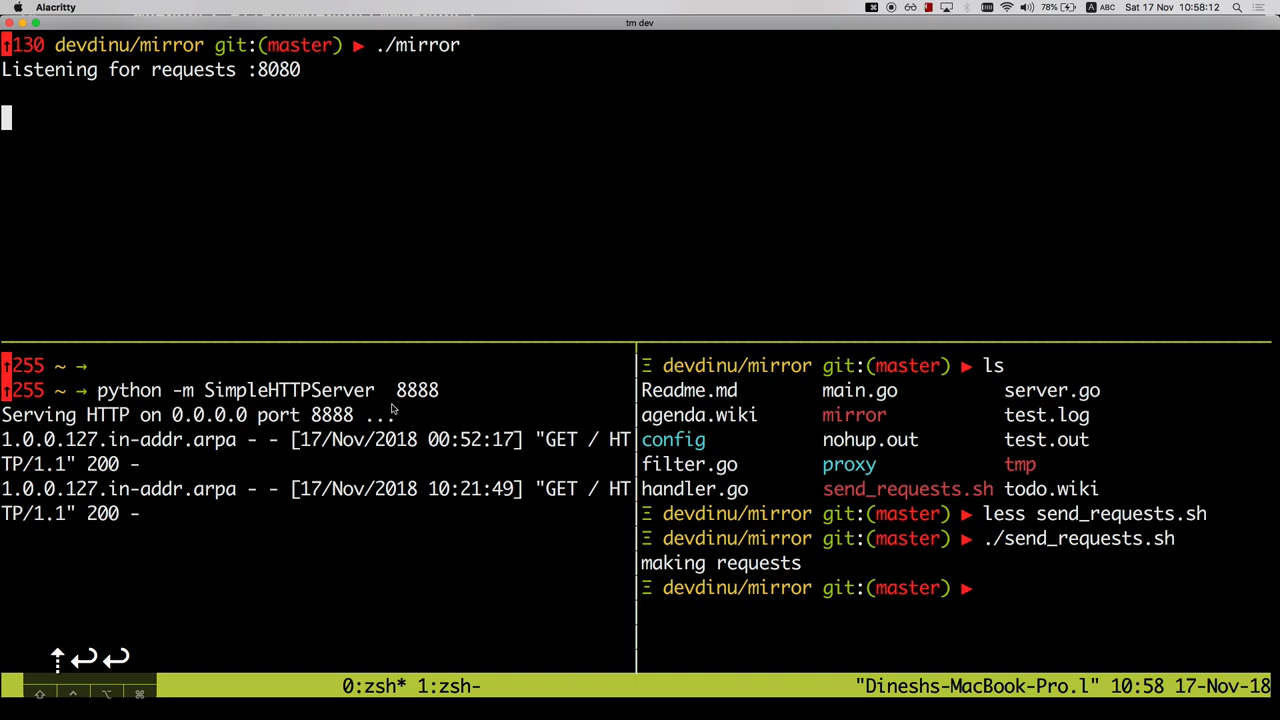 Alacritty 78% ABC Sat 17 Nov 10:58:12
tm dev
↑130 devdinu/mirror git:(master) ▶ ./mirror
Listening for requests :8080
↑255 ~ →
↑255 ~ → python -m SimpleHTTPServer  8888
Serving HTTP on 0.0.0.0 port 8888 ...
1.0.0.127.in-addr.arpa - - [17/Nov/2018 00:52:17] "GET / HT
TP/1.1" 200 -
1.0.0.127.in-addr.arpa - - [17/Nov/2018 10:21:49] "GET / HT
TP/1.1" 200 -
Ξ devdinu/mirror git:(master) ▶ ls
Readme.md main.go server.go
agenda.wiki mirror test.log
config nohup.out test.out
filter.go proxy tmp
handler.go send_requests.sh todo.wiki
Ξ devdinu/mirror git:(master) ▶ less send_requests.sh
Ξ devdinu/mirror git:(master) ▶ ./send_requests.sh
making requests
Ξ devdinu/mirror git:(master) ▶
0:zsh* 1:zsh- "Dineshs-MacBook-Pro.l" 10:58 17-Nov-18